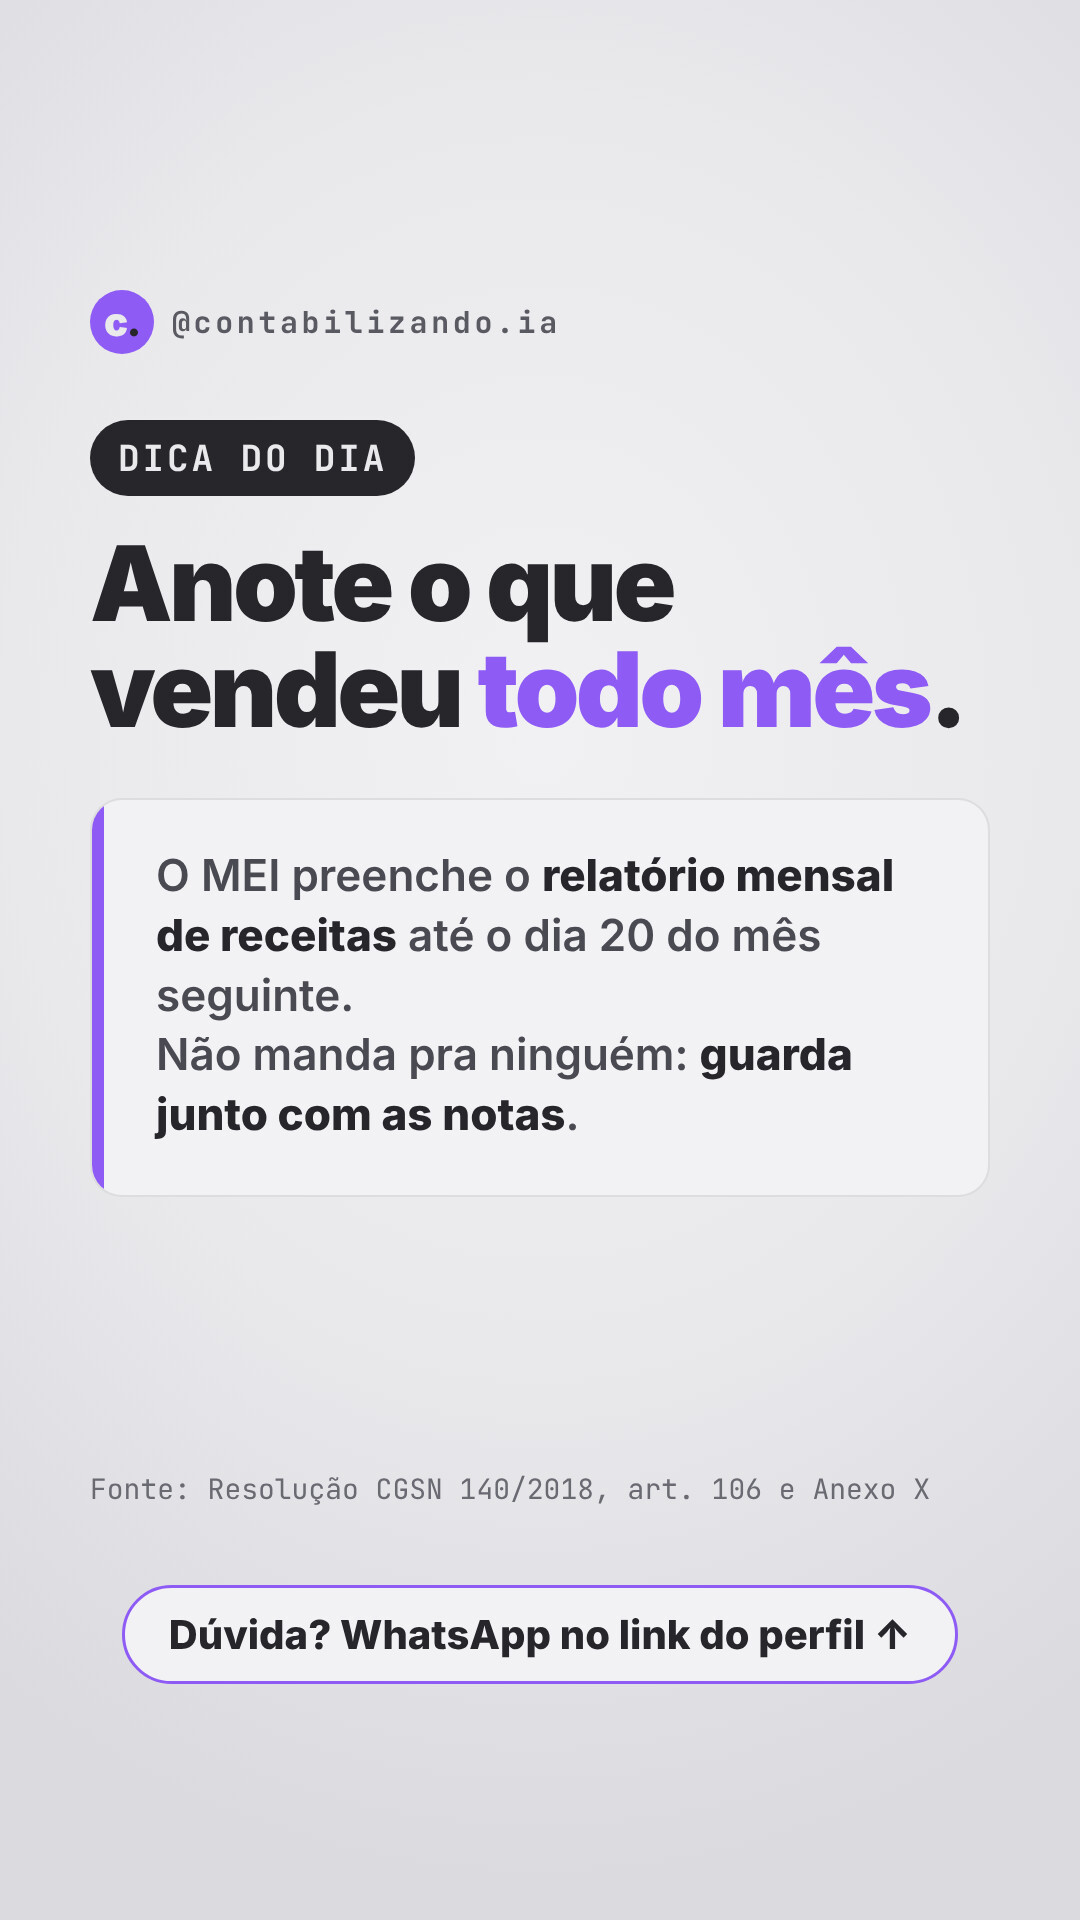 c.
@contabilizando.ia
DICA DO DIA
Anote o que
vendeu todo mês.
O MEI preenche o relatório mensal
de receitas até o dia 20 do mês
seguinte.
Não manda pra ninguém: guarda
junto com as notas.
Fonte: Resolução CGSN 140/2018, art. 106 e Anexo X
Dúvida? WhatsApp no link do perfil ↑